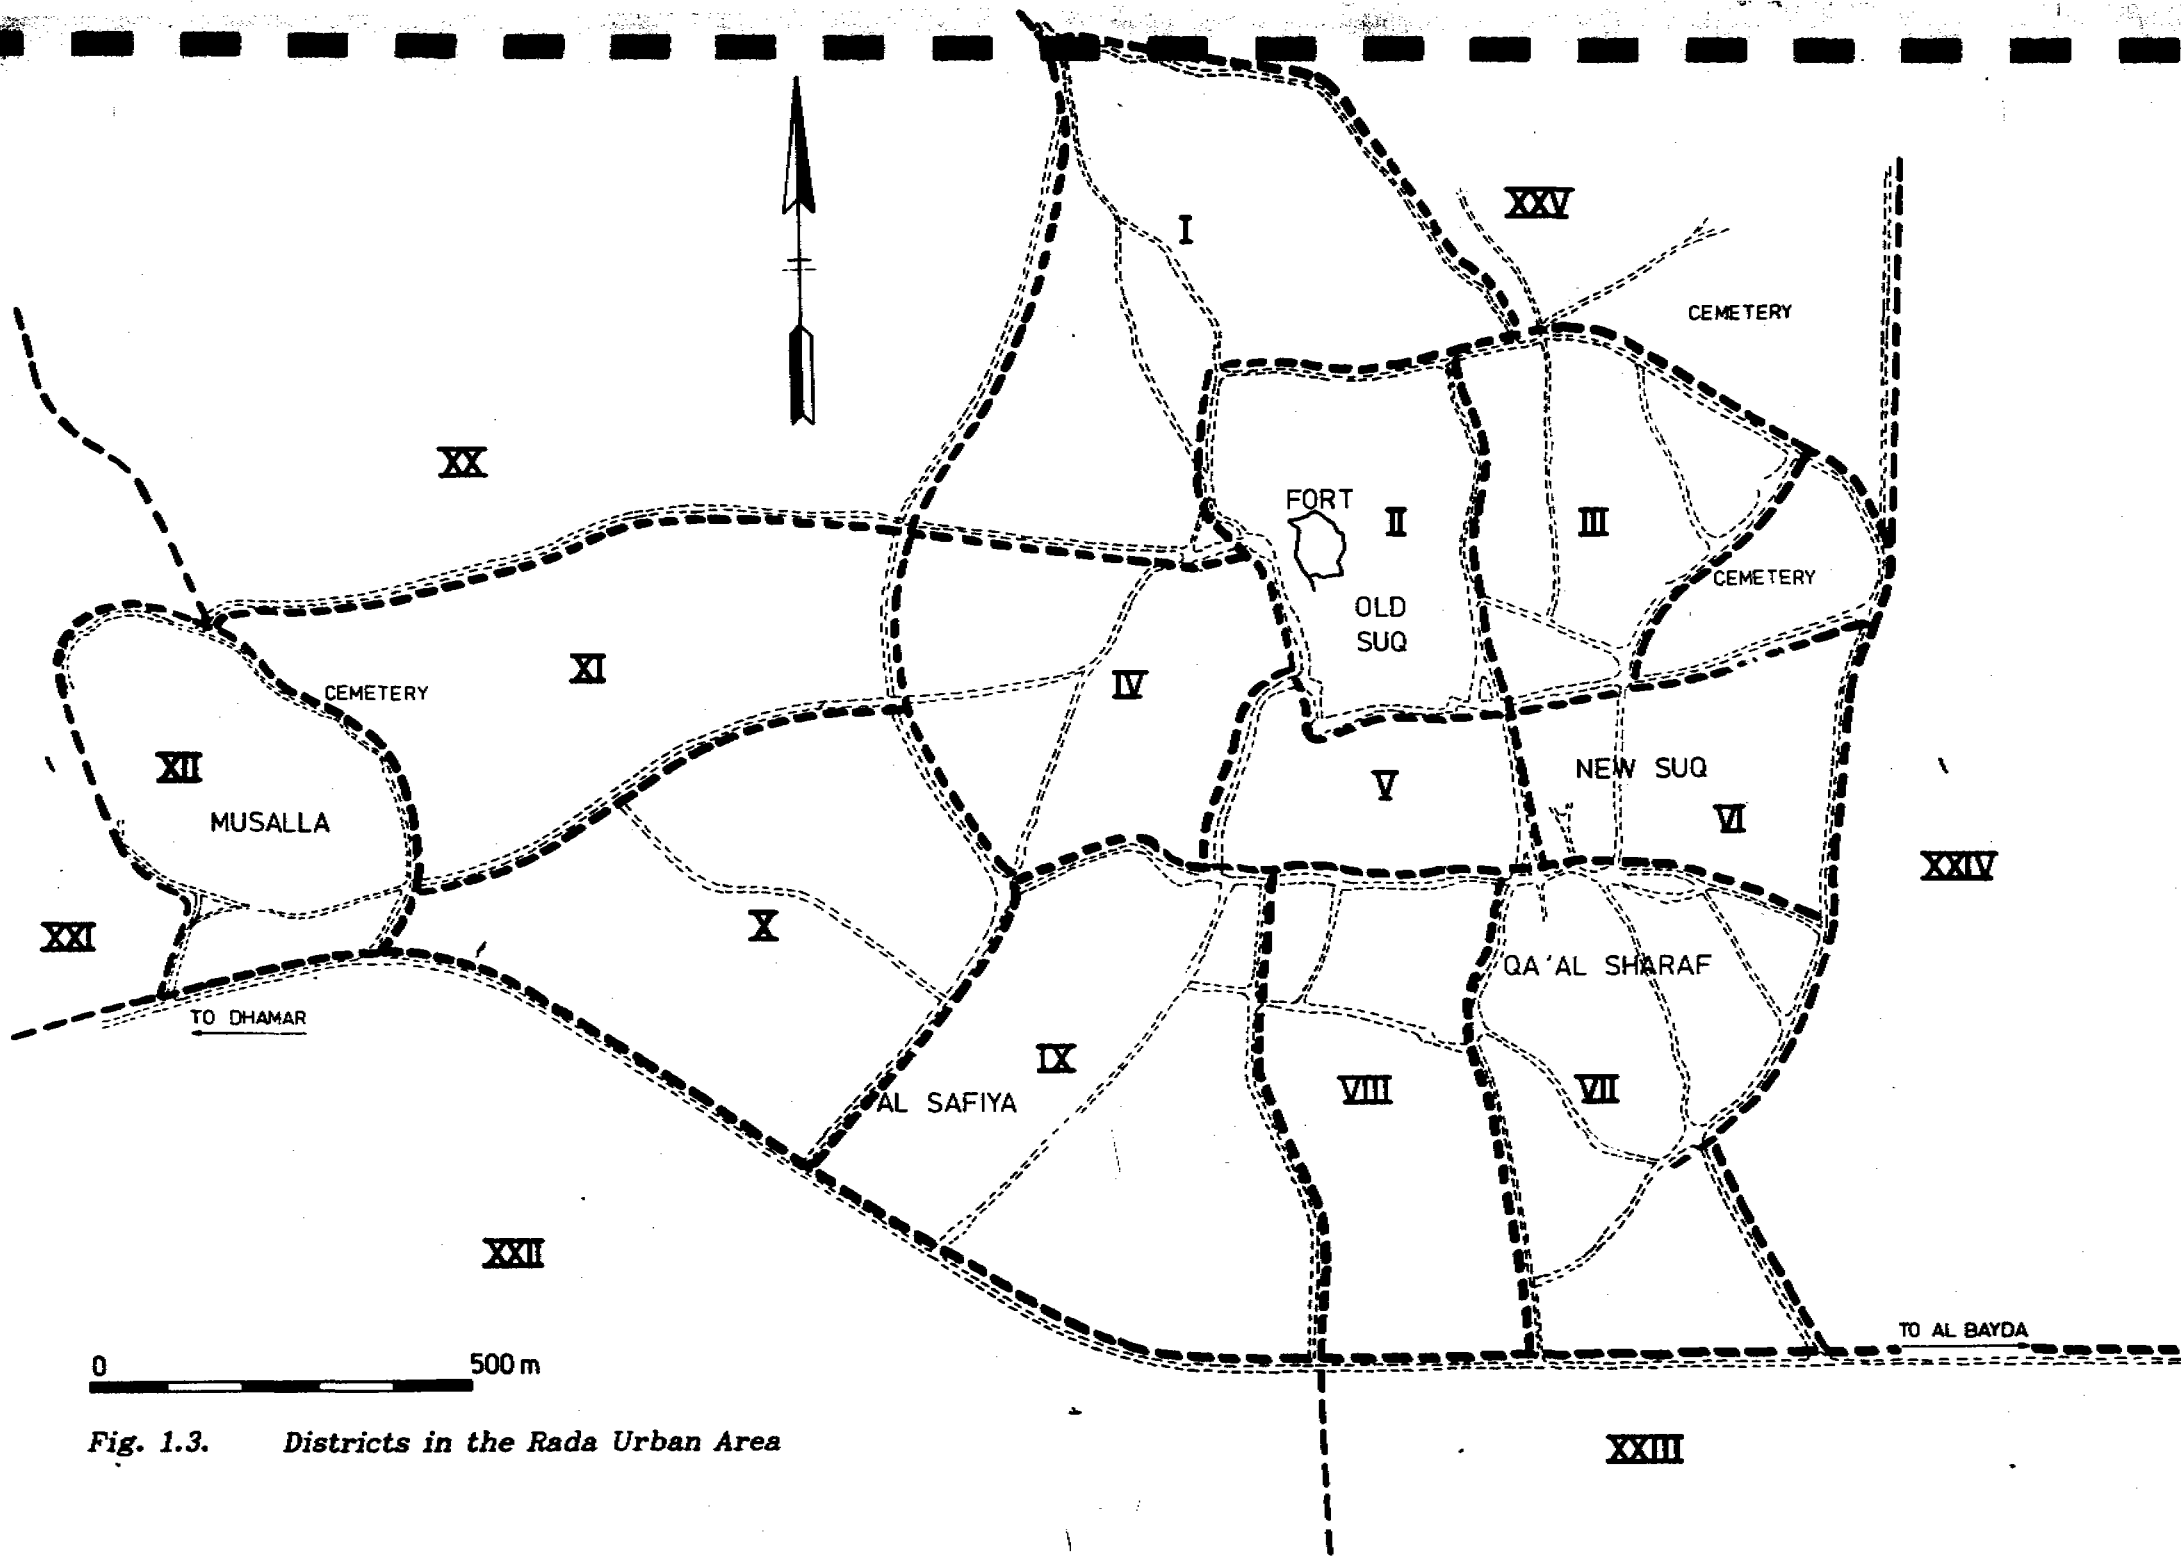 XXV
I
CEMETERY
XX
FORT
II
III
CEMETERY
OLD
SUQ
XI
CEMETERY
IV
XII
NEW SUQ
V
MUSALLA
VI
XXIV
X
XXI
QA'AL SHARAF
TO DHAMAR
IX
VIII
VII
AL SAFIYA
XXII
TO AL BAYDA
0 500 m
Fig. 1.3. Districts in the Rada Urban Area
XXIII